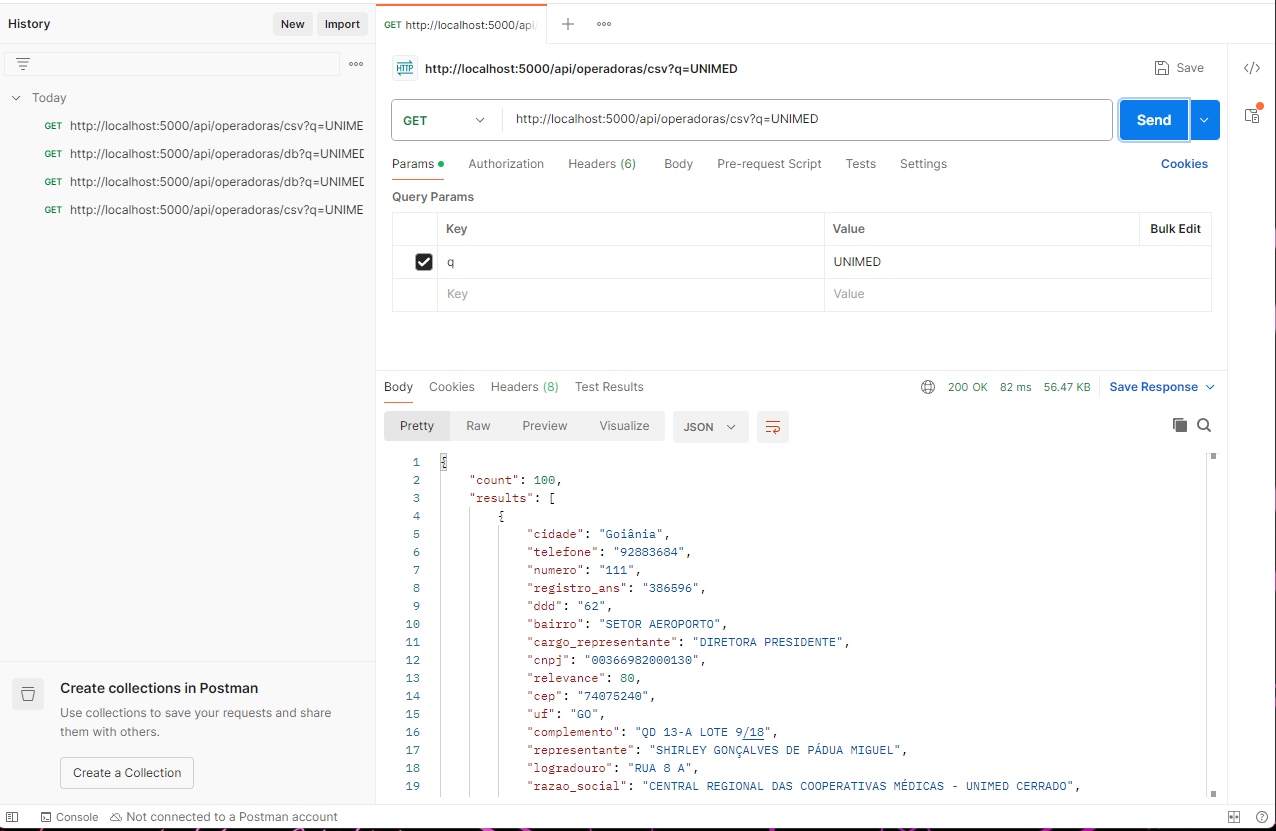 History
New
Import
Today
GET http://localhost:5000/api/operadoras/csv?q=UNIME
GET http://localhost:5000/api/operadoras/db?q=UNIMED
GET http://localhost:5000/api/operadoras/db?q=UNIMED
GET http://localhost:5000/api/operadoras/csv?q=UNIME
Create collections in Postman
Use collections to save your requests and share
them with others.
Create a Collection
GET http://localhost:5000/api/
HTTP http://localhost:5000/api/operadoras/csv?q=UNIMED
Save
GET http://localhost:5000/api/operadoras/csv?q=UNIMED
Send
Params Authorization Headers (6) Body Pre-request Script Tests Settings Cookies
Query Params
Key Value Bulk Edit
q UNIMED
Key Value
Body Cookies Headers (8) Test Results 200 OK 82 ms 56.47 KB Save Response
Pretty Raw Preview Visualize JSON
1 {
2 "count": 100,
3 "results": [
4 {
5 "cidade": "Goiânia",
6 "telefone": "92883684",
7 "numero": "111",
8 "registro_ans": "386596",
9 "ddd": "62",
10 "bairro": "SETOR AEROPORTO",
11 "cargo_representante": "DIRETORA PRESIDENTE",
12 "cnpj": "00366982000130",
13 "relevance": 80,
14 "cep": "74075240",
15 "uf": "GO",
16 "complemento": "QD 13-A LOTE 9/18",
17 "representante": "SHIRLEY GONÇALVES DE PÁDUA MIGUEL",
18 "logradouro": "RUA 8 A",
19 "razao_social": "CENTRAL REGIONAL DAS COOPERATIVAS MÉDICAS - UNIMED CERRADO",
Console Not connected to a Postman account